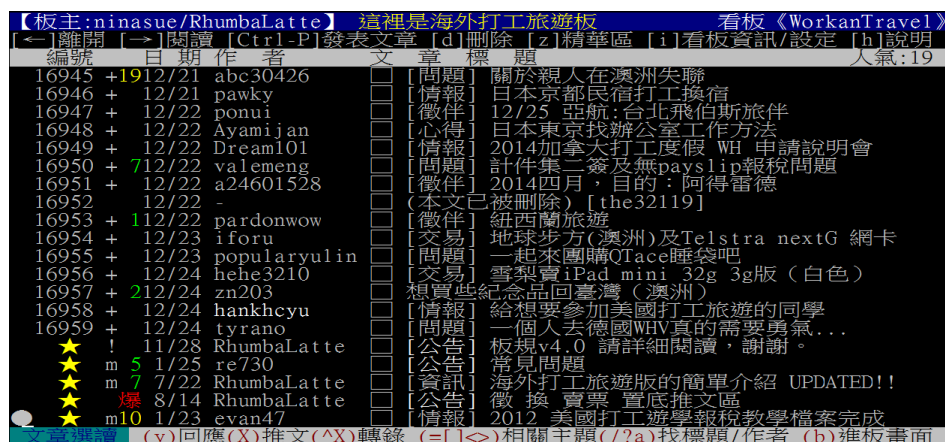 【板主:ninasue/RhumbaLatte】 這裡是海外打工旅遊板 看板《WorkanTravel》
[←]離開 [→]閱讀 [Ctrl-P]發表文章 [d]刪除 [z]精華區 [i]看板資訊/設定 [h]說明
編號 日 期 作 者 文 章 標 題 人氣:19
16945 +1912/21 abc30426 □ [問題] 關於親人在澳洲失聯
16946 + 12/21 pawky □ [情報] 日本京都民宿打工換宿
16947 + 12/22 ponui □ [徵伴] 12/25 亞航:台北飛伯斯旅伴
16948 + 12/22 Ayamijan □ [心得] 日本東京找辦公室工作方法
16949 + 12/22 Dream101 □ [情報] 2014加拿大打工度假 WH 申請說明會
16950 + 712/22 valemeng □ [問題] 計件集二簽及無payslip報稅問題
16951 + 12/22 a24601528 □ [徵伴] 2014四月，目的：阿得雷德
16952 12/22 - □ (本文已被刪除) [the32119]
16953 + 112/22 pardonwow □ [徵伴] 紐西蘭旅遊
16954 + 12/23 iforu □ [交易] 地球步方(澳洲)及Telstra nextG 網卡
16955 + 12/23 popularyulin □ [問題] 一起來團購QTace睡袋吧
16956 + 12/24 hehe3210 □ [交易] 雪梨賣iPad mini 32g 3g版（白色）
16957 + 212/24 zn203 □ 想買些紀念品回臺灣（澳洲）
16958 + 12/24 hankhcyu □ [情報] 給想要參加美國打工旅遊的同學
16959 + 12/24 tyrano □ [問題] 一個人去德國WHV真的需要勇氣...
★ ! 11/28 RhumbaLatte □ [公告] 板規v4.0 請詳細閱讀，謝謝。
★ m 5 1/25 re730 □ [公告] 常見問題
★ m 7 7/22 RhumbaLatte □ [資訊] 海外打工旅遊版的簡單介紹 UPDATED!!
★ 爆 8/14 RhumbaLatte □ [公告] 徵 換 賣票 置底推文區
● ★ m10 1/23 evan47 □ [情報] 2012 美國打工遊學報稅教學檔案完成
文章選讀 (y)回應(X)推文(^X)轉錄 (=[]<>)相關主題(/?a)找標題/作者 (b)進板畫面